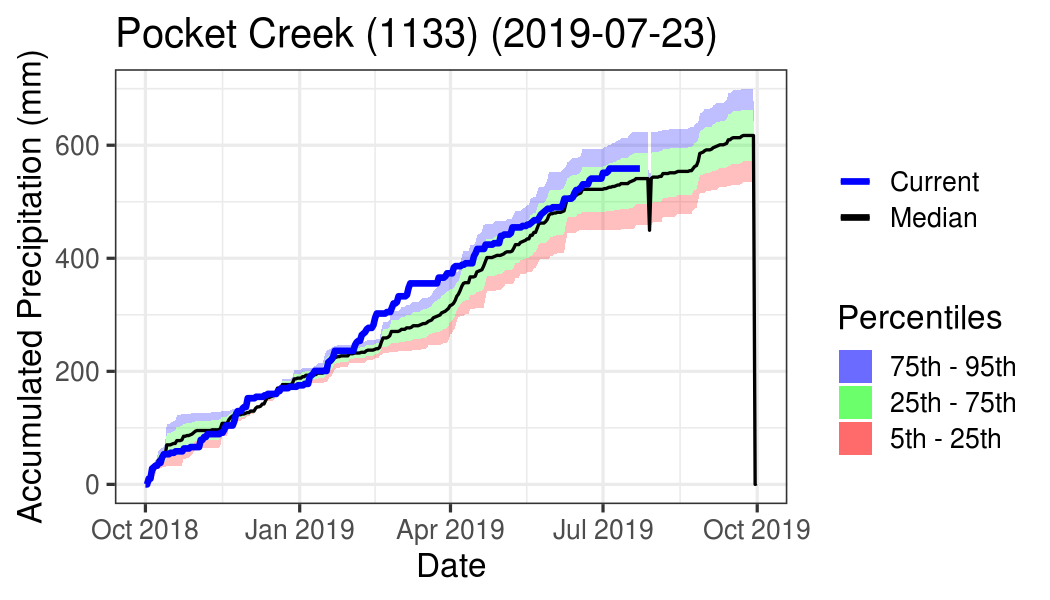 Pocket Creek (1133) (2019-07-23)
Accumulated Precipitation (mm)
600
400
200
0
Oct 2018
Jan 2019
Apr 2019
Jul 2019
Oct 2019
Date
Current
Median
Percentiles
75th - 95th
25th - 75th
5th - 25th